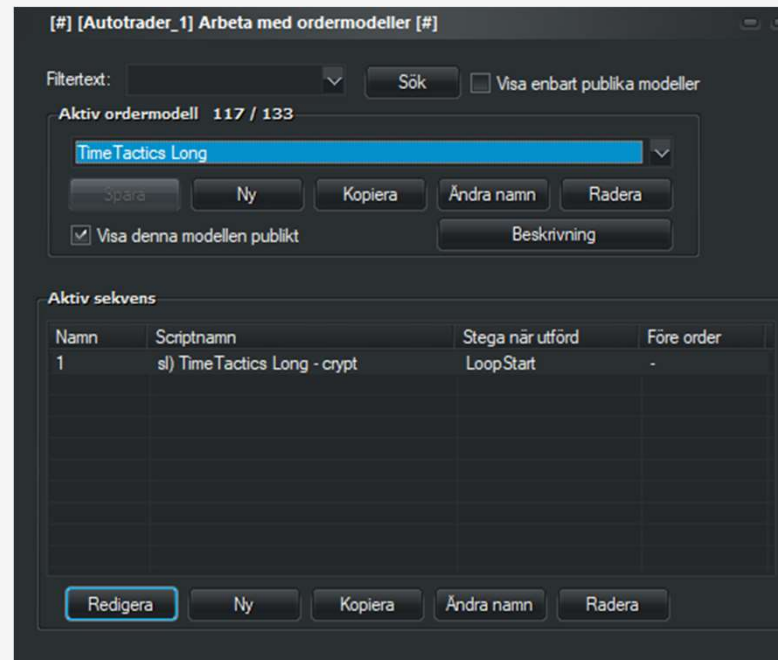 [#] [Autotrader_1] Arbeta med ordermodeller [#]
Filtertext: Sök Visa enbart publika modeller
Aktiv ordermodell 117 / 133
TimeTactics Long
Spara Ny Kopiera Ändra namn Radera
Visa denna modellen publikt Beskrivning
Aktiv sekvens
Namn Scriptnamn Stega när utförd Före order
1 sl) TimeTactics Long - crypt LoopStart -
Redigera Ny Kopiera Ändra namn Radera